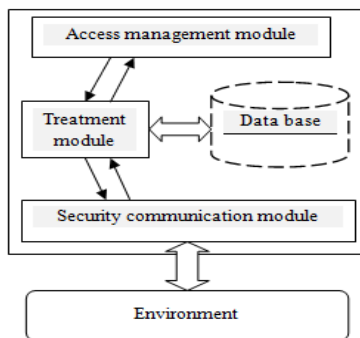 Access management module
Treatment
module
Data base
Security communication module
Environment